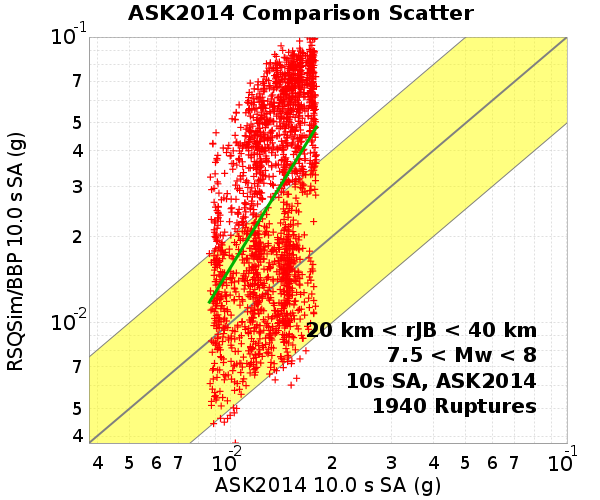 ASK2014 Comparison Scatter
10-1
7
5
4
3
2
10-2
7
5
4
RSQSim/BBP 10.0 s SA (g)
20 km < rJB < 40 km
7.5 < Mw < 8
10s SA, ASK2014
1940 Ruptures
4 5 6 7 10-2 2 3 4 5 6 7 10-1
ASK2014 10.0 s SA (g)